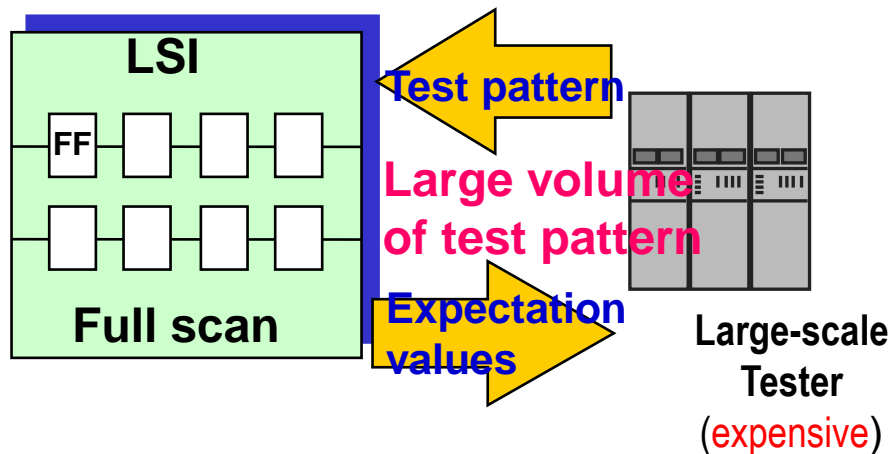 LSI
FF
Full scan
Test pattern
Large volume
of test pattern
Expectation
values
Large-scale
Tester
(expensive)